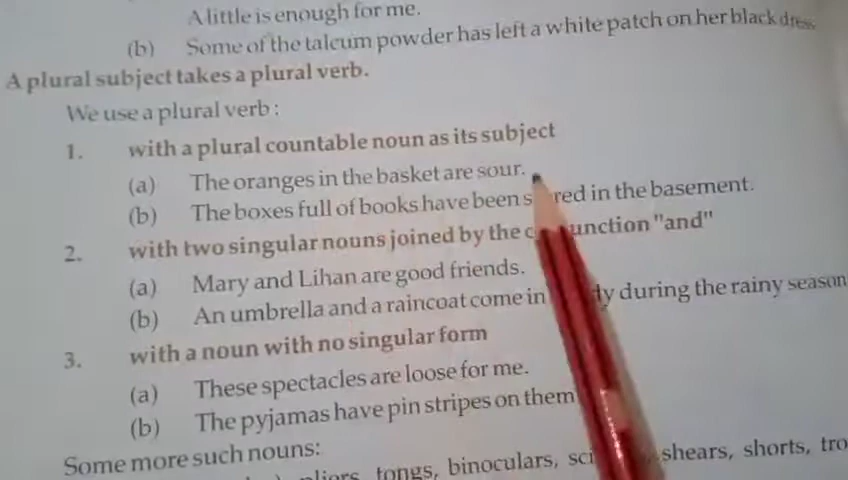 A little is enough for me.
(b) Some of the talcum powder has left a white patch on her black dress
A plural subject takes a plural verb.
We use a plural verb :
1. with a plural countable noun as its subject
(a) The oranges in the basket are sour.
(b) The boxes full of books have been s red in the basement.
2. with two singular nouns joined by the c unction "and"
(a) Mary and Lihan are good friends.
(b) An umbrella and a raincoat come in dy during the rainy season
3. with a noun with no singular form
(a) These spectacles are loose for me.
(b) The pyjamas have pin stripes on them
Some more such nouns:
pliers, tongs, binoculars, sci , shears, shorts, tro